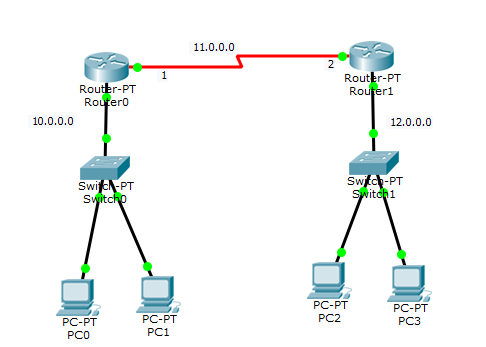 11.0.0.0
1
2
Router-PT
Router0
Router-PT
Router1
10.0.0.0
12.0.0.0
Switch-PT
Switch0
Switch-PT
Switch1
PC-PT
PC0
PC-PT
PC1
PC-PT
PC2
PC-PT
PC3